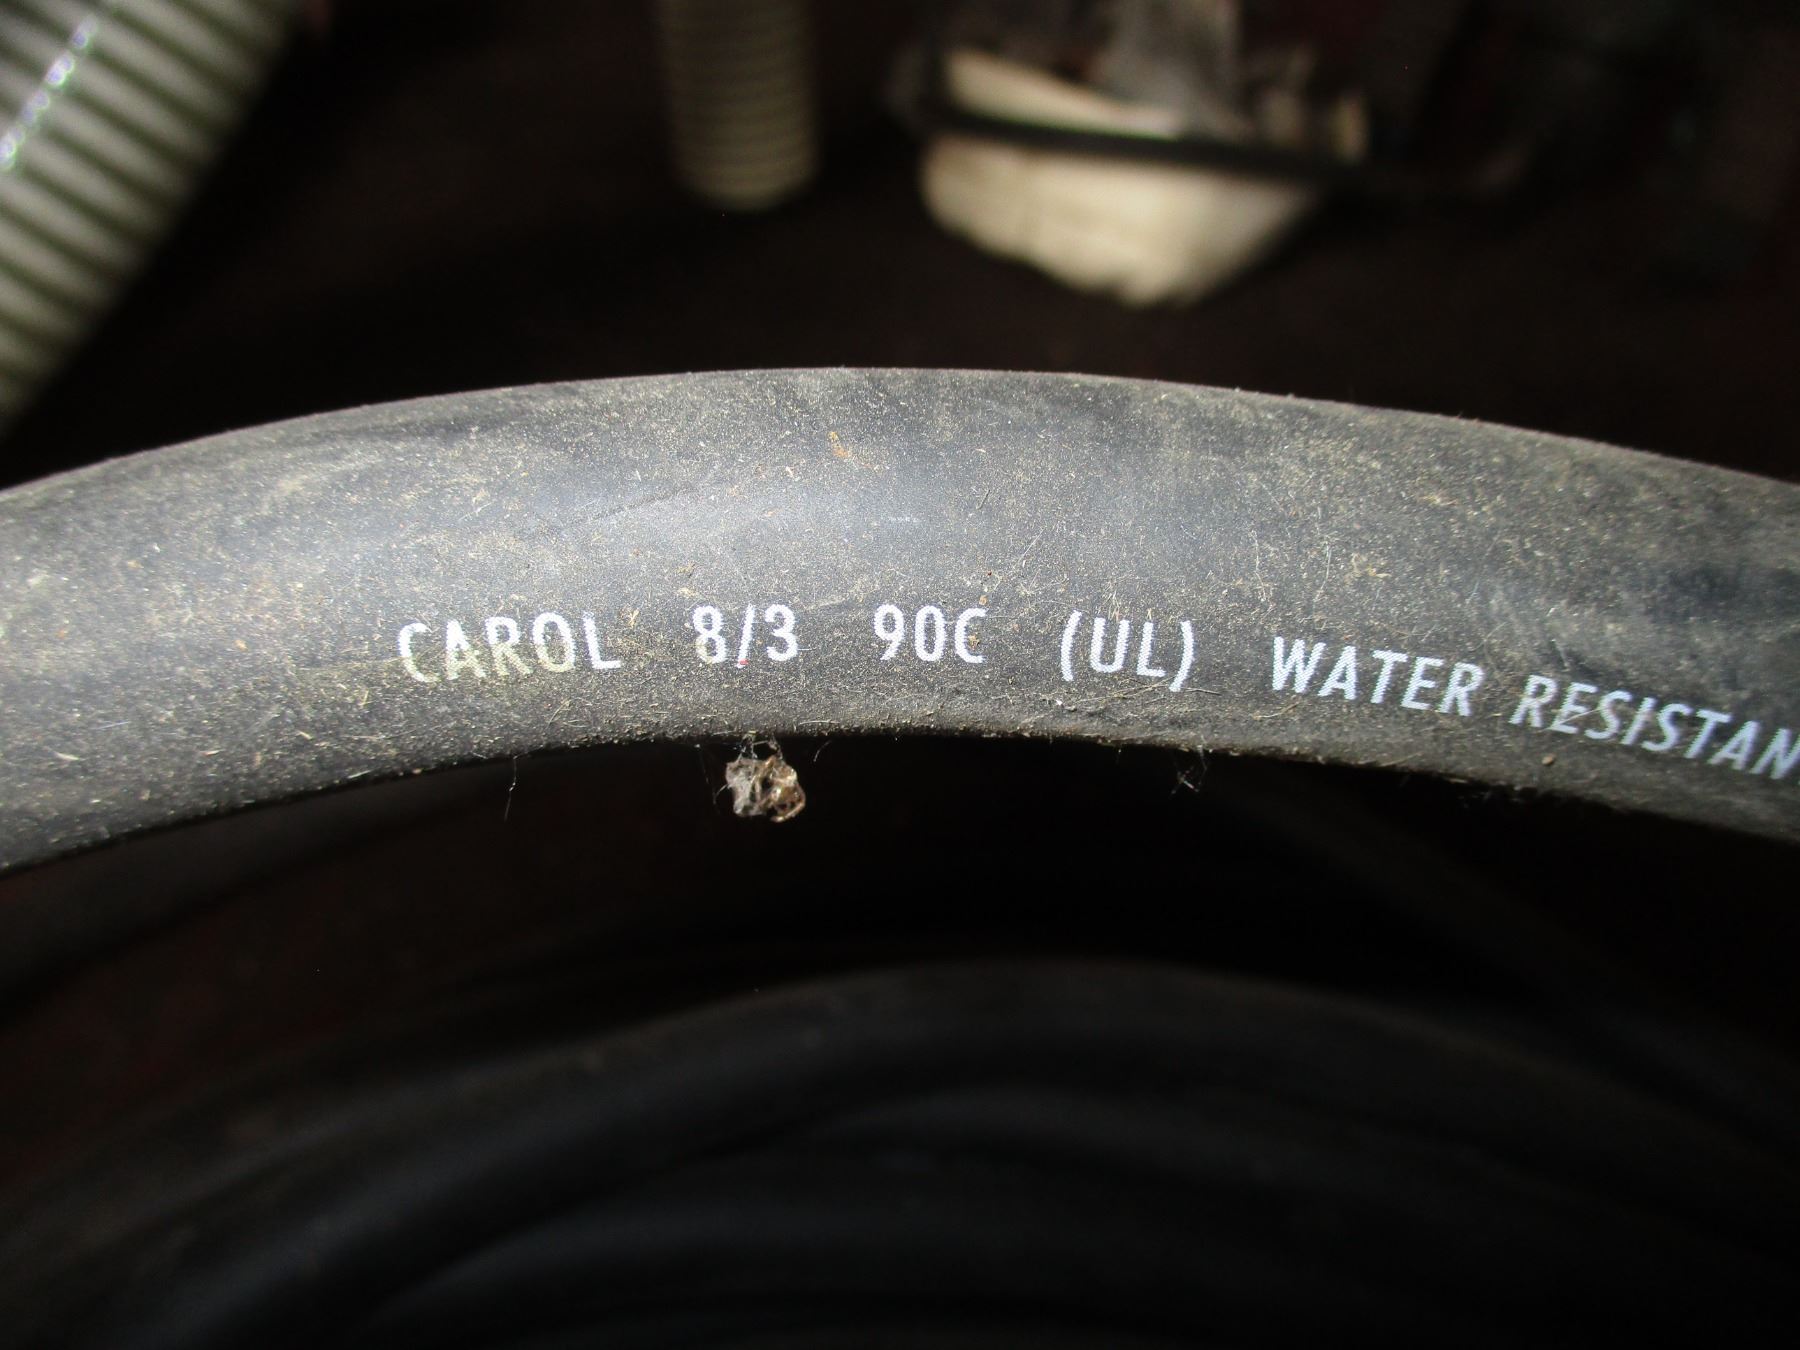 CAROL 8/3 90C (UL) WATER RESISTAN